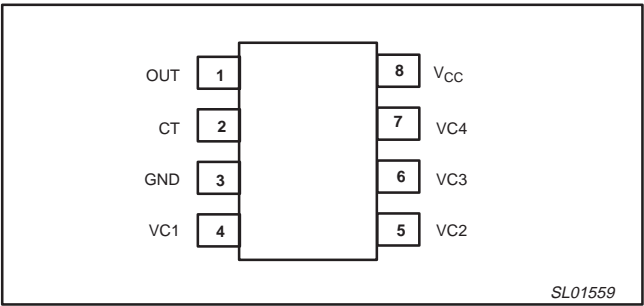 OUT 1 8 VCC
CT 2 7 VC4
GND 3 6 VC3
VC1 4 5 VC2
SL01559